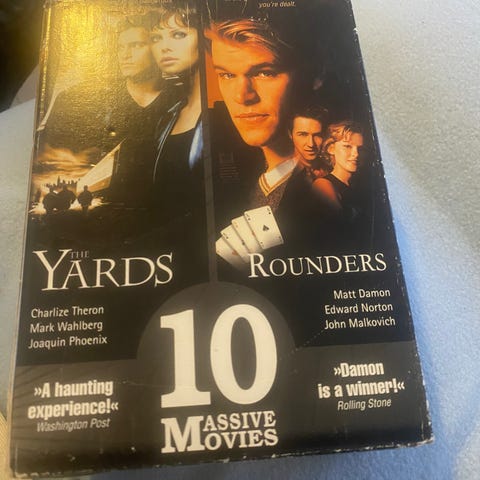 you're dealt.
THE
YARDS
Charlize Theron
Mark Wahlberg
Joaquin Phoenix
»A haunting
experience!«
Washington Post
ROUNDERS
Matt Damon
Edward Norton
John Malkovich
»Damon
is a winner!«
Rolling Stone
10
MASSIVE
MOVIES